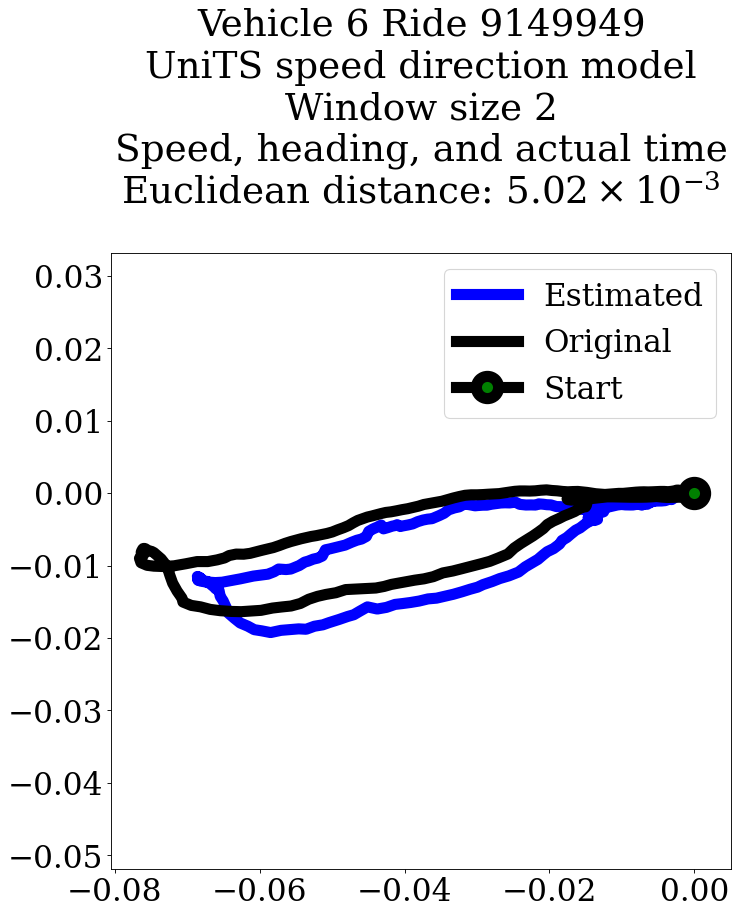 Vehicle 6 Ride 9149949
UniTS speed direction model
Window size 2
Speed, heading, and actual time
Euclidean distance: 5.02 × 10⁻³
Estimated
Original
Start
0.03
0.02
0.01
0.00
−0.01
−0.02
−0.03
−0.04
−0.05
−0.08 −0.06 −0.04 −0.02 0.00